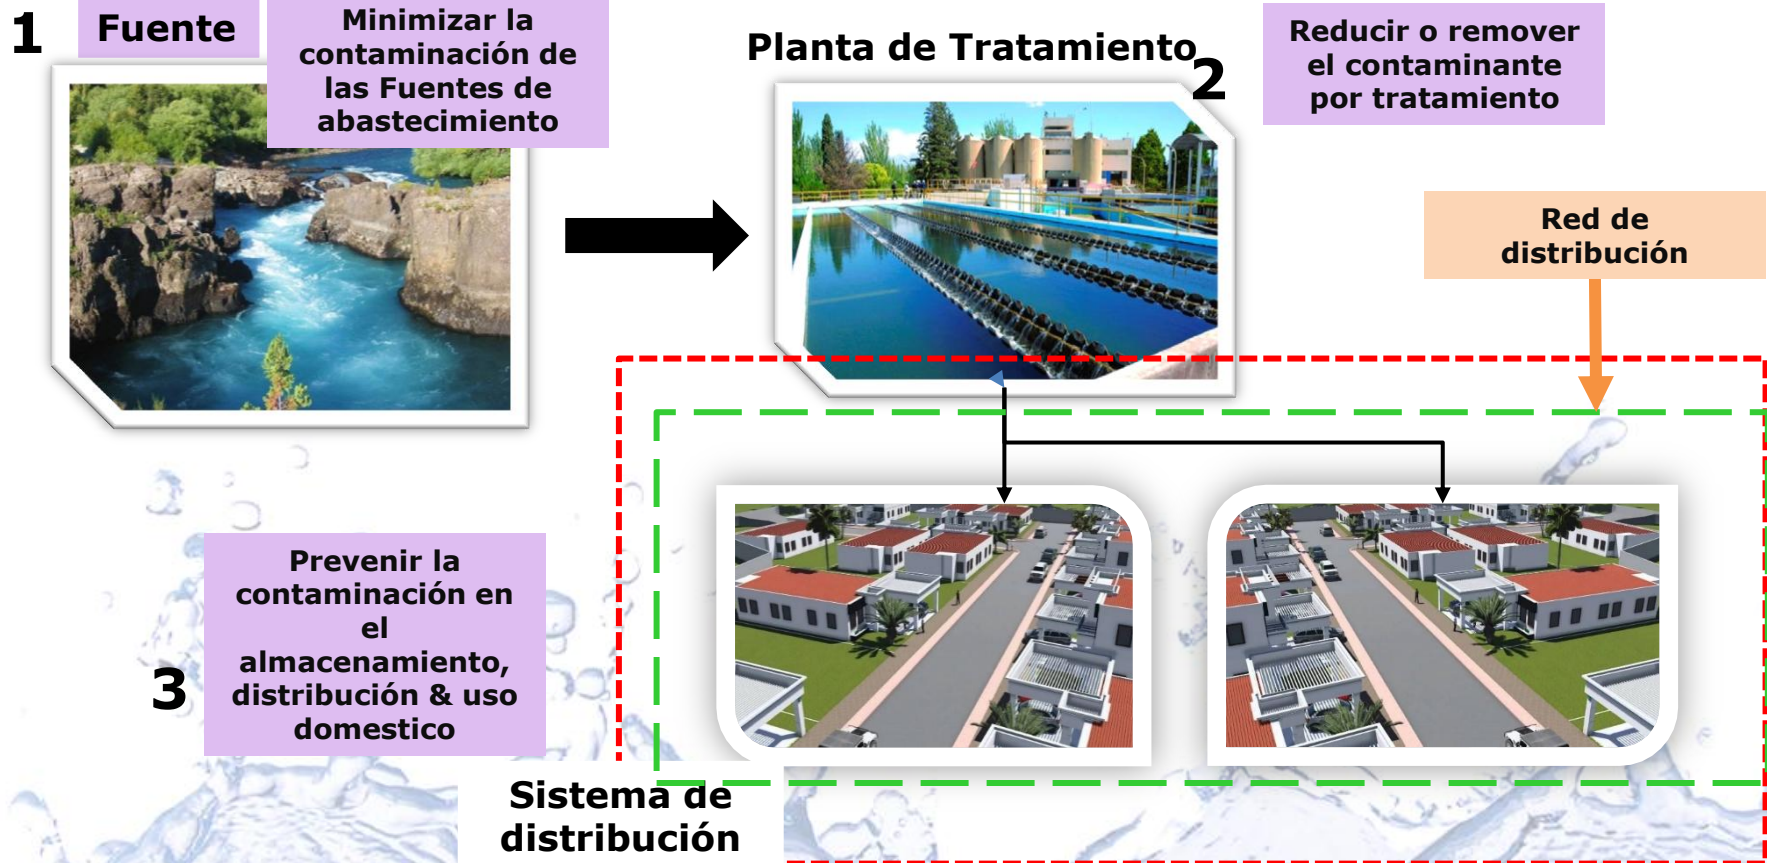 1
Fuente
Minimizar la
contaminación de
las Fuentes de
abastecimiento
Planta de Tratamiento
2
Reducir o remover
el contaminante
por tratamiento
Red de
distribución
3
Prevenir la
contaminación en
el
almacenamiento,
distribución & uso
domestico
Sistema de
distribución